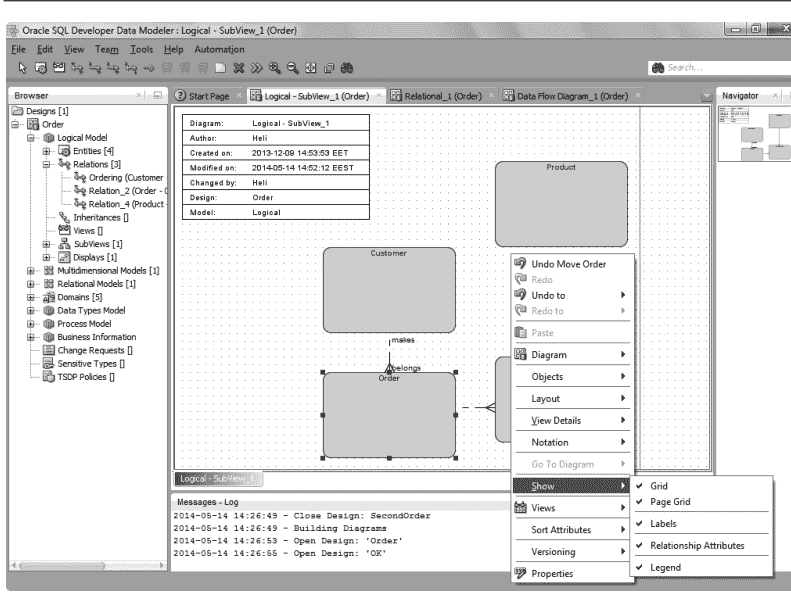 Oracle SQL Developer Data Modeler : Logical - SubView_1 (Order)
File Edit View Team Tools Help Automation
Search...
Browser
Start Page
Logical - SubView_1 (Order)
Relational_1 (Order)
Data Flow Diagram_1 (Order)
Navigator
Designs [1]
Order
Logical Model
Entities [4]
Relations [3]
Ordering (Customer
Relation_2 (Order -
Relation_4 (Product
Inheritances []
Views []
SubViews [1]
Displays [1]
Multidimensional Models [1]
Relational Models [1]
Domains [5]
Data Types Model
Process Model
Business Information
Change Requests []
Sensitive Types []
TSDP Policies []
Diagram: Logical - SubView_1
Author: Heli
Created on: 2013-12-09 14:53:53 EET
Modified on: 2014-05-14 14:52:12 EEST
Changed by: Heli
Design: Order
Model: Logical
Product
Customer
makes
belongs
Order
Undo Move Order
Redo
Undo to
Redo to
Paste
Diagram
Objects
Layout
View Details
Notation
Go To Diagram
Show
Views
Sort Attributes
Versioning
Properties
Grid
Page Grid
Labels
Relationship Attributes
Legend
Logical - SubView_1
Messages - Log
2014-05-14 14:26:49 - Close Design: SecondOrder
2014-05-14 14:26:49 - Building Diagrams
2014-05-14 14:26:53 - Open Design: 'Order'
2014-05-14 14:26:55 - Open Design: 'OK'